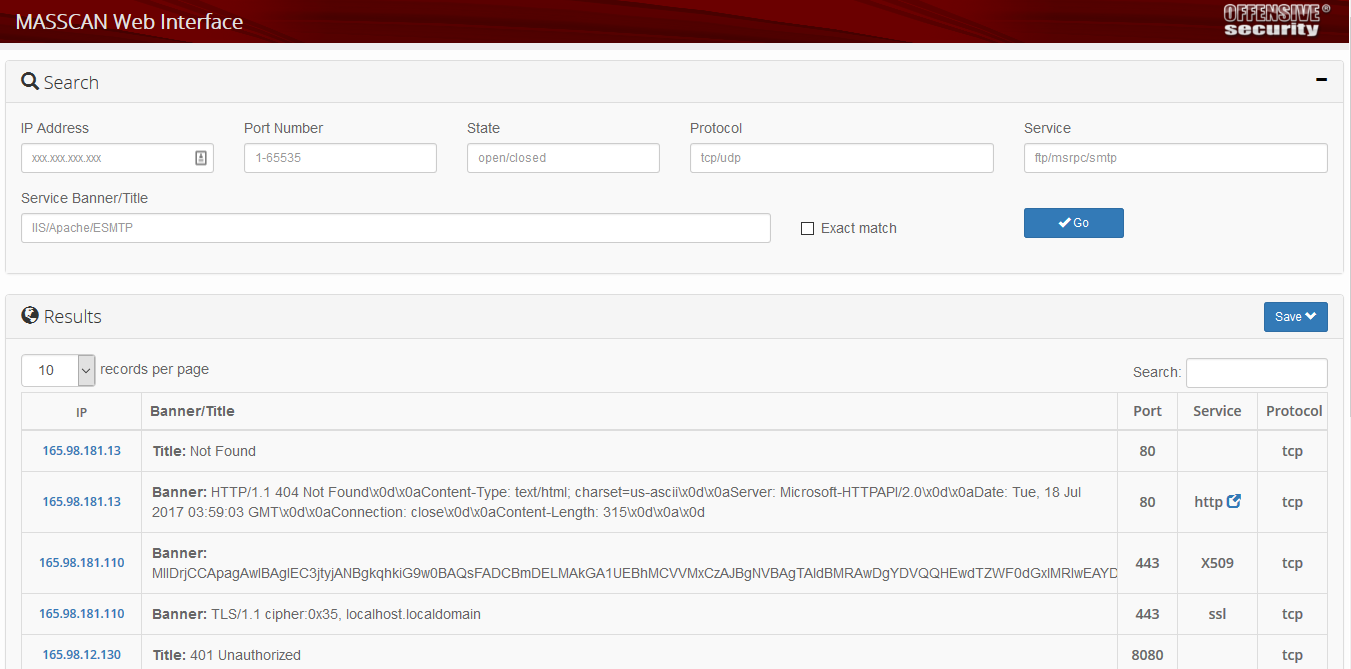 MASSCAN Web Interface
OFFENSIVE®
security
Search
IP Address
Port Number
State
Protocol
Service
xxx.xxx.xxx.xxx
1-65535
open/closed
tcp/udp
ftp/msrpc/smtp
Service Banner/Title
IIS/Apache/ESMTP
Exact match
Go
Results
Save
10 records per page
Search:
IP Banner/Title Port Service Protocol
165.98.181.13 Title: Not Found 80 tcp
Banner: HTTP/1.1 404 Not Found\x0d\x0aContent-Type: text/html; charset=us-ascii\x0d\x0aServer: Microsoft-HTTPAPI/2.0\x0d\x0aDate: Tue, 18 Jul
165.98.181.13 80 http tcp
2017 03:59:03 GMT\x0d\x0aConnection: close\x0d\x0aContent-Length: 315\x0d\x0a\x0d
Banner:
165.98.181.110 443 X509 tcp
MIIDrjCCApagAwIBAgIEC3jtyjANBgkqhkiG9w0BAQsFADCBmDELMAkGA1UEBhMCVVMxCzAJBgNVBAgTAldBMRAwDgYDVQQHEwdTZWF0dGxlMRIwEAYD
165.98.181.110 Banner: TLS/1.1 cipher:0x35, localhost.localdomain 443 ssl tcp
165.98.12.130 Title: 401 Unauthorized 8080 tcp